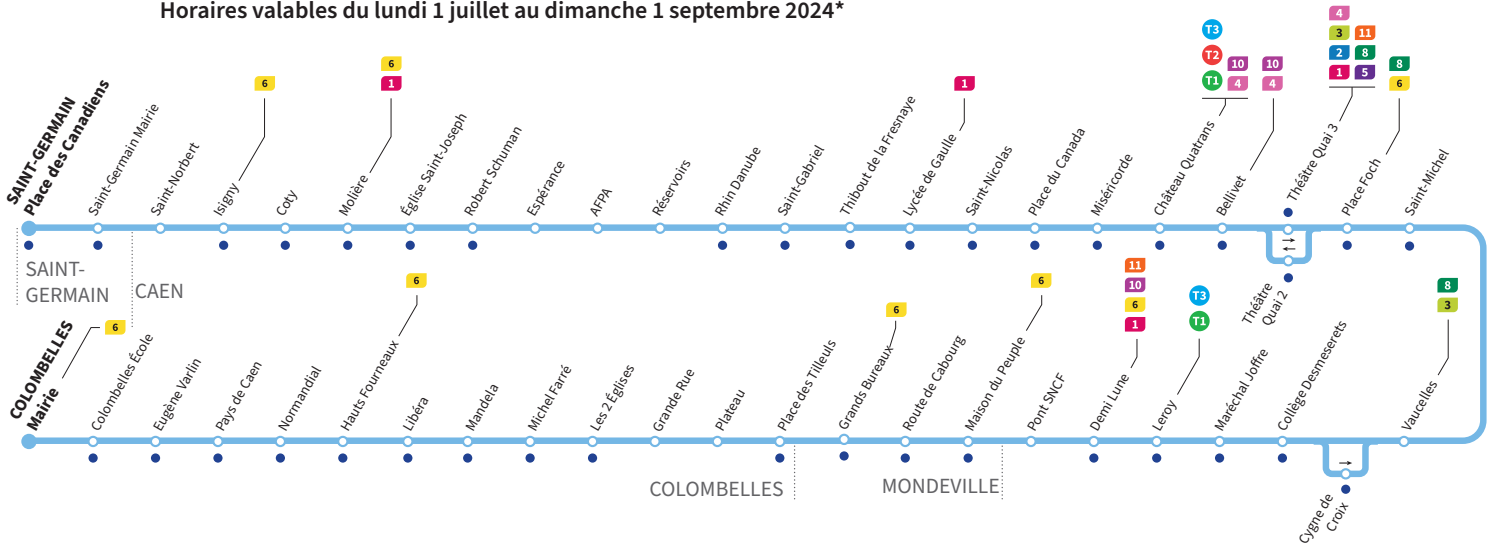 Horaires valables du lundi 1 juillet au dimanche 1 septembre 2024*
SAINT-GERMAIN
Place des Canadiens
Saint-Germain Mairie
Saint-Norbert
Isigny
6
Coty
Molière
6
1
Église Saint-Joseph
Robert Schuman
Espérance
AFPA
Réservoirs
Rhin Danube
Saint-Gabriel
Thibout de la Fresnaye
Lycée de Gaulle
1
Saint-Nicolas
Place du Canada
Miséricorde
Château Quatrans
T3
T2
T1
10
4
Bellivet
10
4
Théâtre Quai 3
4
3 11
2 8
1 5
Place Foch
8
6
Saint-Michel
Théâtre
Quai 2
SAINT-
GERMAIN
CAEN
COLOMBELLES
Mairie
6
Colombelles École
Eugène Varlin
Pays de Caen
Normandial
Hauts Fourneaux
6
Libéra
Mandela
Michel Farré
Les 2 Églises
Grande Rue
Plateau
Place des Tilleuls
Grands Bureaux
6
Route de Cabourg
Maison du Peuple
6
Pont SNCF
Demi Lune
11
10
6
1
Leroy
T3
T1
Maréchal Joffre
Collège Desmeserets
Cygne de
Croix
Vaucelles
8
3
COLOMBELLES
MONDEVILLE